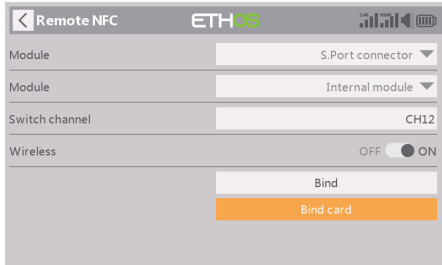 Remote NFC ETHOS
Module S.Port connector
Module Internal module
Switch channel CH12
Wireless OFF ON
Bind
Bind card